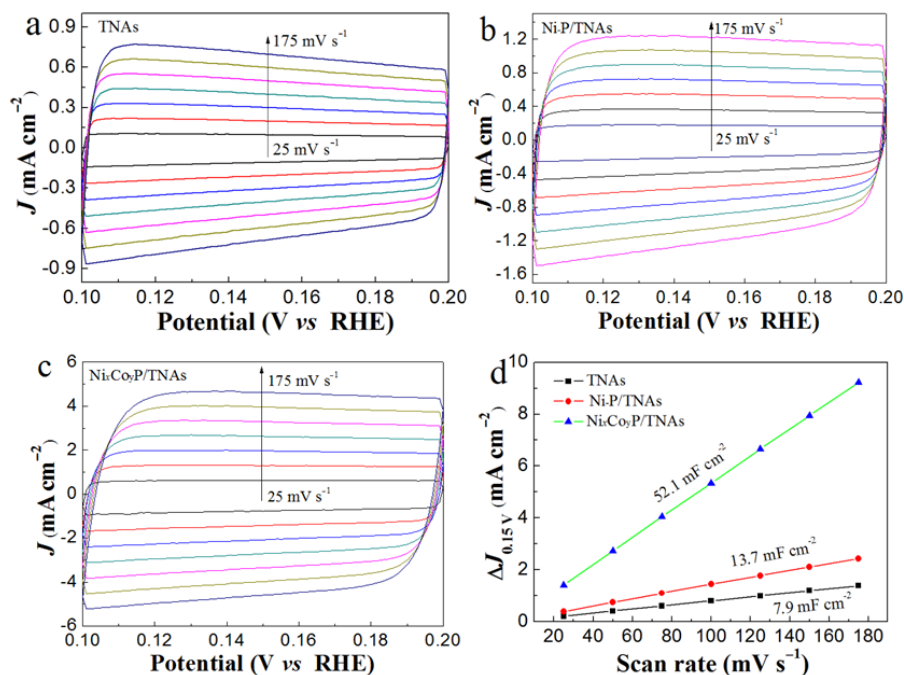 a
TNAs
175 mV s⁻¹
25 mV s⁻¹
0.9
0.6
0.3
0.0
-0.3
-0.6
-0.9
J (mA cm⁻²)
0.10 0.12 0.14 0.16 0.18 0.20
Potential (V vs RHE)
b
Ni-P/TNAs
175 mV s⁻¹
25 mV s⁻¹
1.2
0.8
0.4
0.0
-0.4
-0.8
-1.2
-1.6
J (mA cm⁻²)
0.10 0.12 0.14 0.16 0.18 0.20
Potential (V vs RHE)
c
NixCoyP/TNAs
175 mV s⁻¹
25 mV s⁻¹
6
4
2
0
-2
-4
-6
J (mA cm⁻²)
0.10 0.12 0.14 0.16 0.18 0.20
Potential (V vs RHE)
d
TNAs
Ni-P/TNAs
NixCoyP/TNAs
52.1 mF cm⁻²
13.7 mF cm⁻²
7.9 mF cm⁻²
10
8
6
4
2
0
ΔJ0.15 V (mA cm⁻²)
20 40 60 80 100 120 140 160 180
Scan rate (mV s⁻¹)